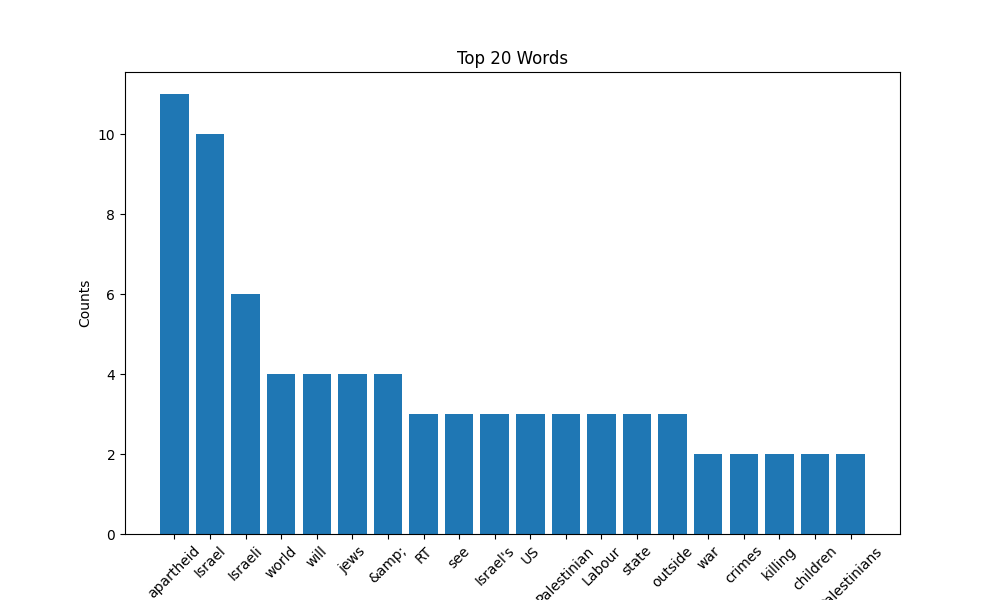 Top 20 Words
Counts
10
8
6
4
2
0
apartheid
Israel
Israeli
world
will
jews
&amp;
RT
see
Israel's
US
Palestinian
Labour
state
outside
war
crimes
killing
children
Palestinians